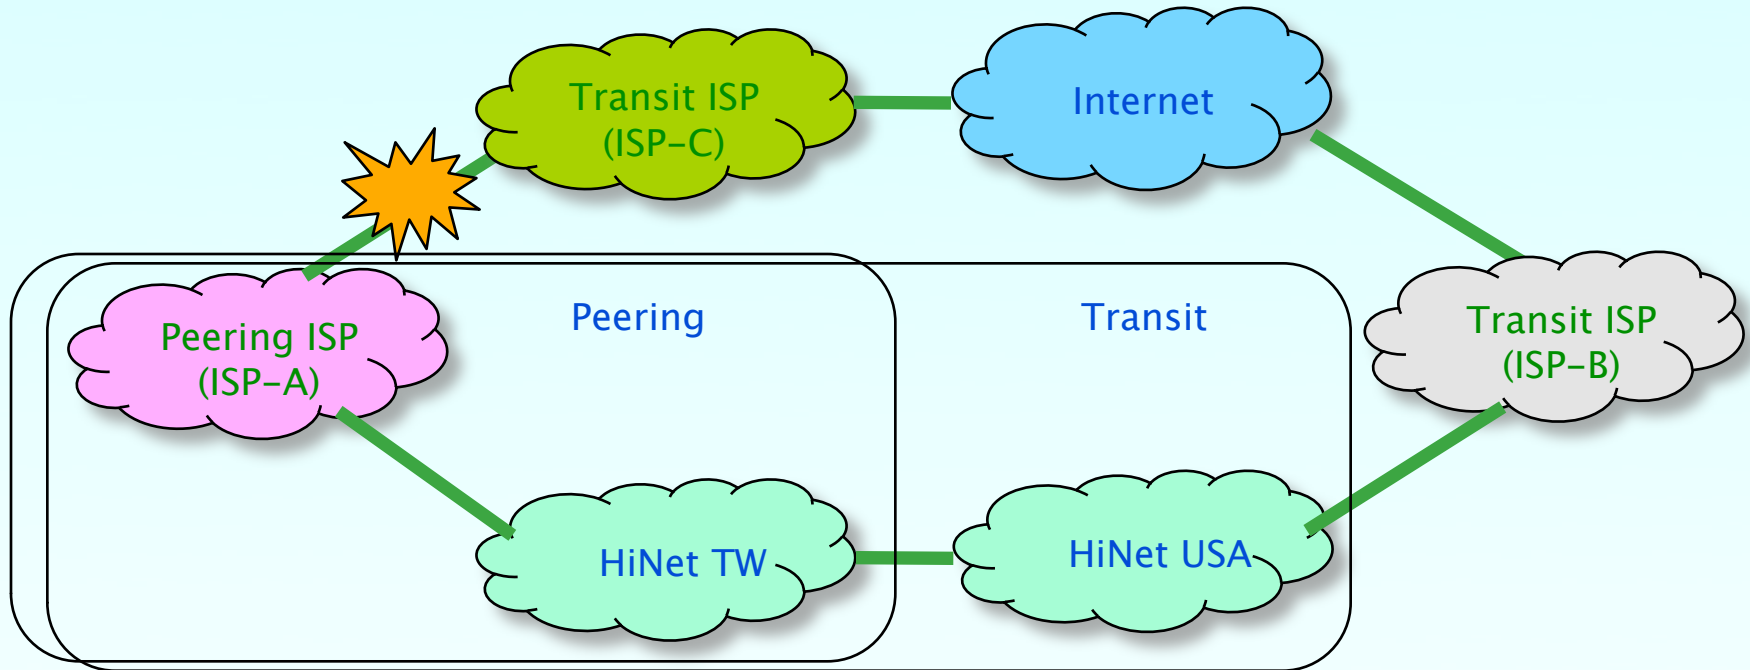 Transit ISP
(ISP-C)
Internet
Peering
Transit
Peering ISP
(ISP-A)
Transit ISP
(ISP-B)
HiNet TW
HiNet USA